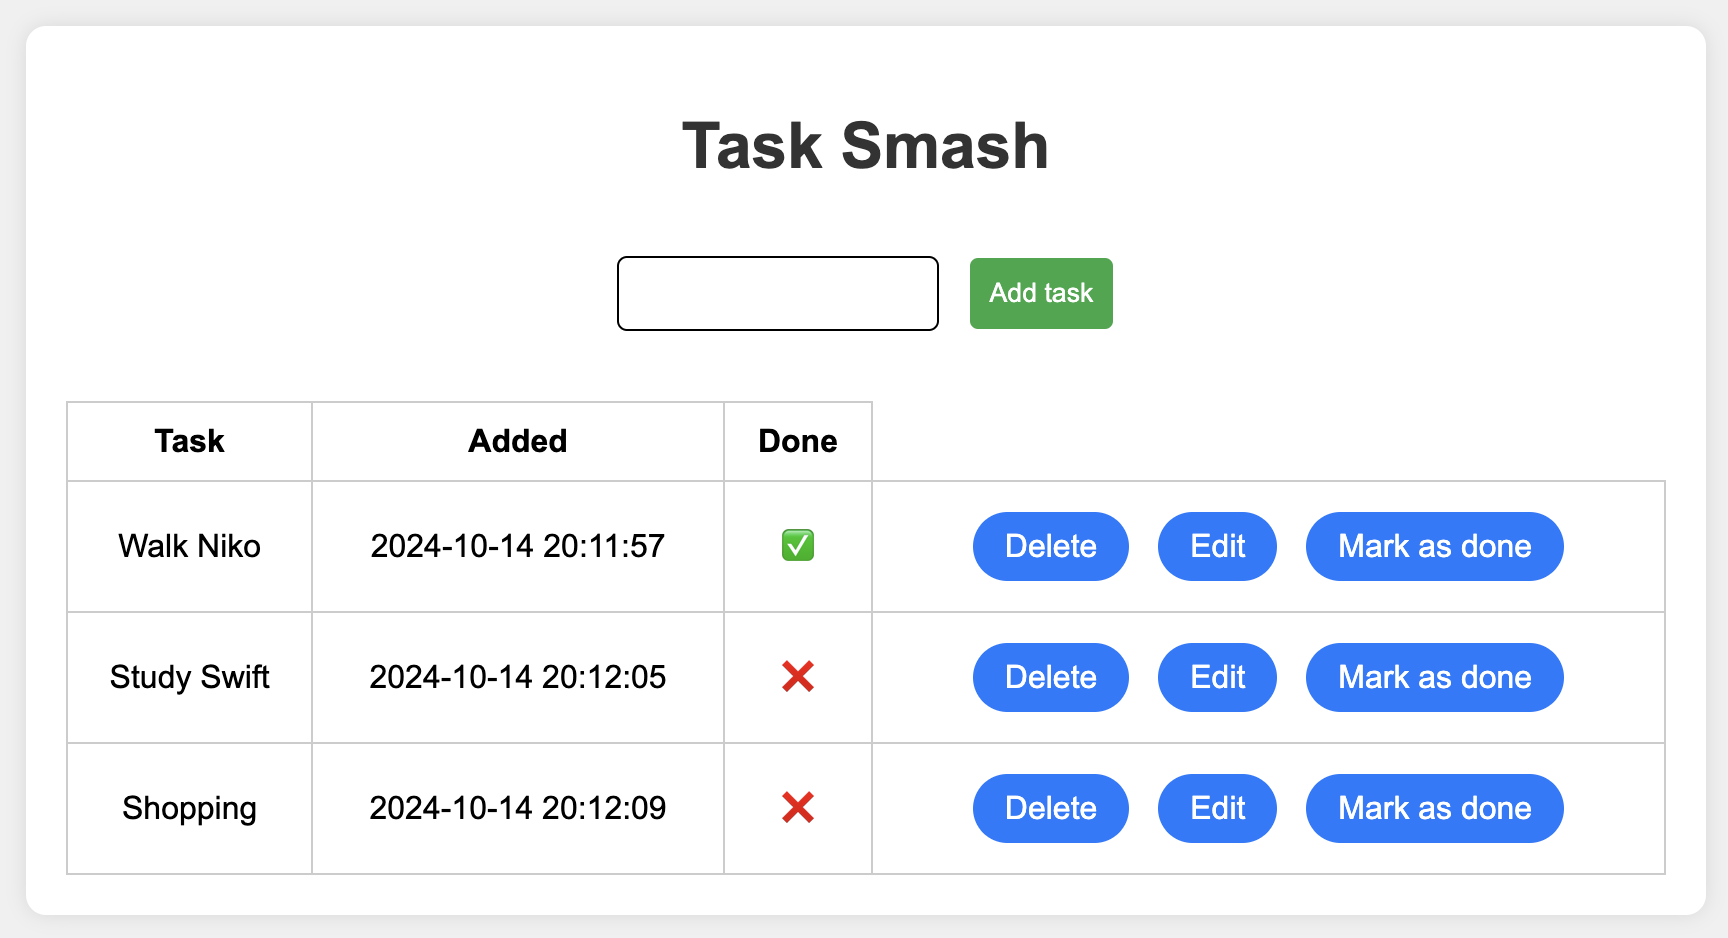 Task Smash
Add task
Task Added Done
Walk Niko 2024-10-14 20:11:57 ✅ Delete Edit Mark as done
Study Swift 2024-10-14 20:12:05 ❌ Delete Edit Mark as done
Shopping 2024-10-14 20:12:09 ❌ Delete Edit Mark as done